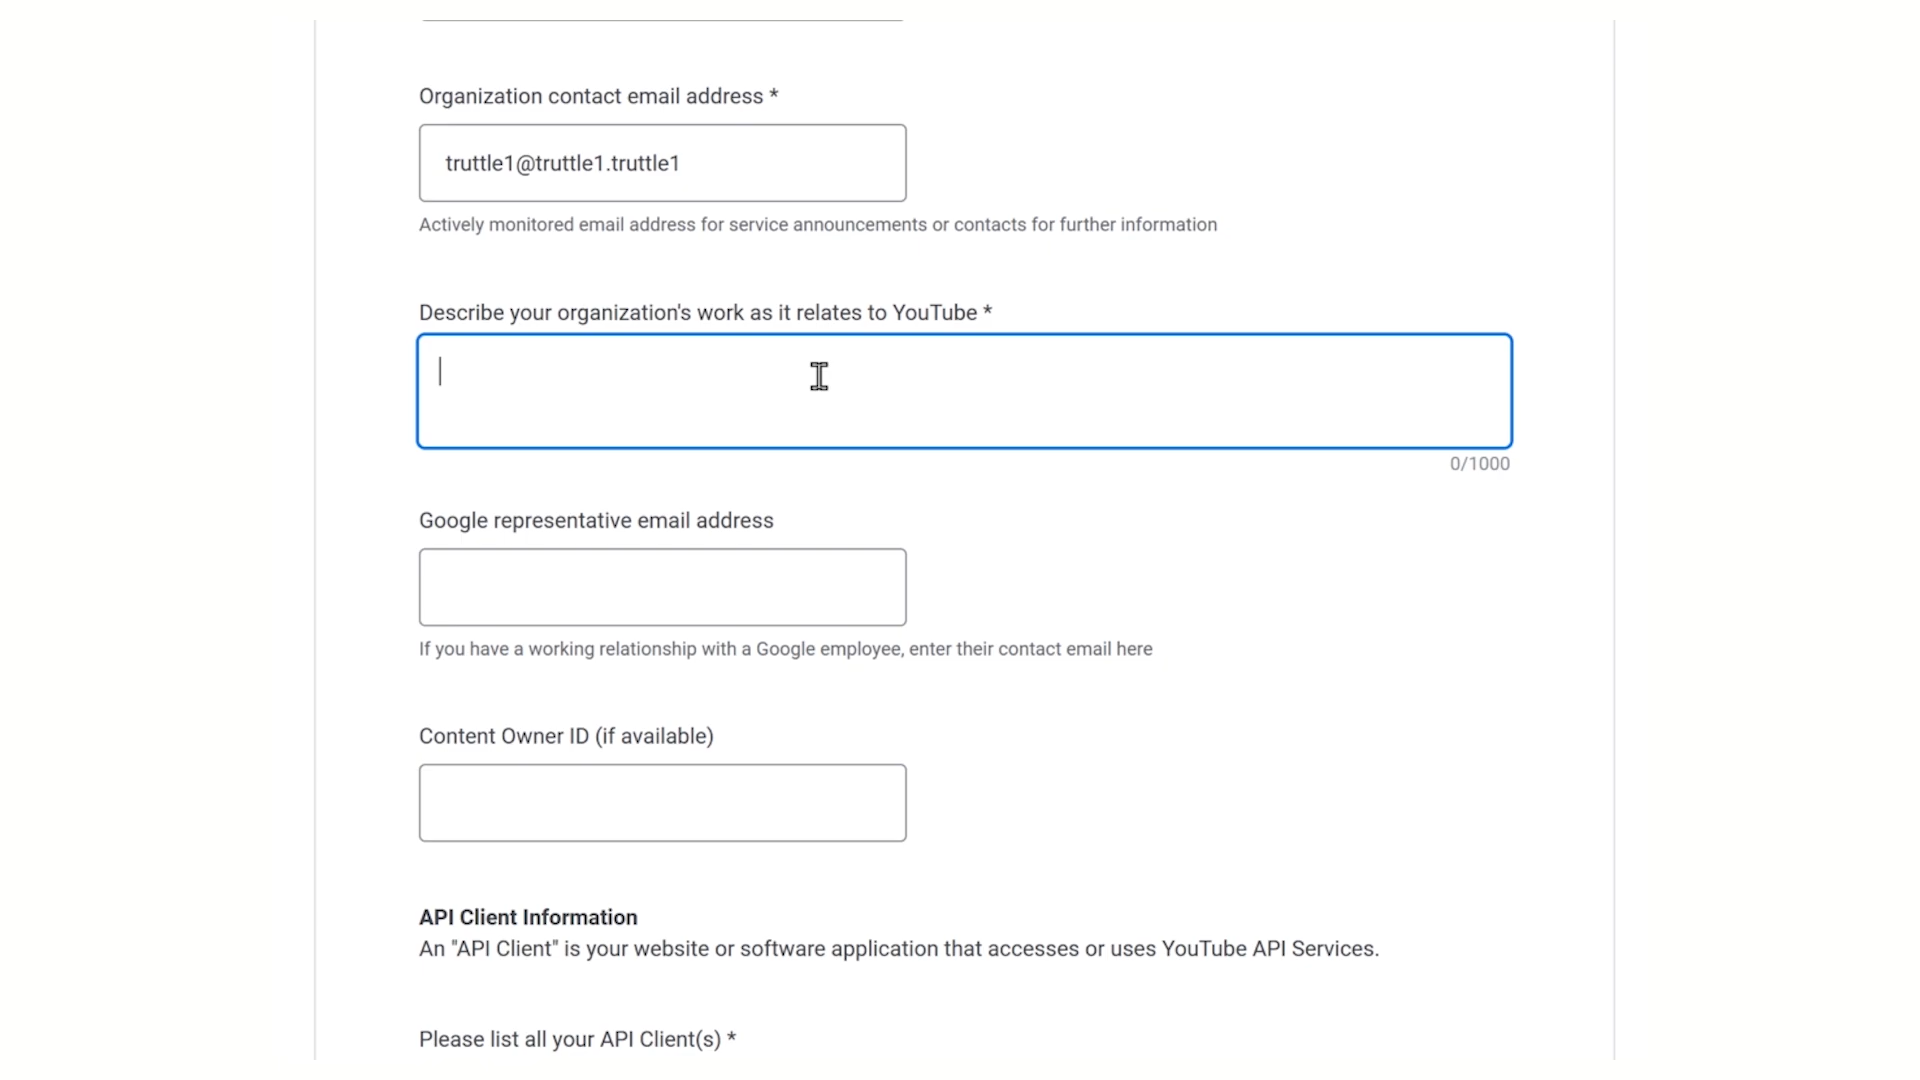 Organization contact email address *
truttle1@truttle1.truttle1
Actively monitored email address for service announcements or contacts for further information
Describe your organization's work as it relates to YouTube *
0/1000
Google representative email address
If you have a working relationship with a Google employee, enter their contact email here
Content Owner ID (if available)
API Client Information
An "API Client" is your website or software application that accesses or uses YouTube API Services.
Please list all your API Client(s) *